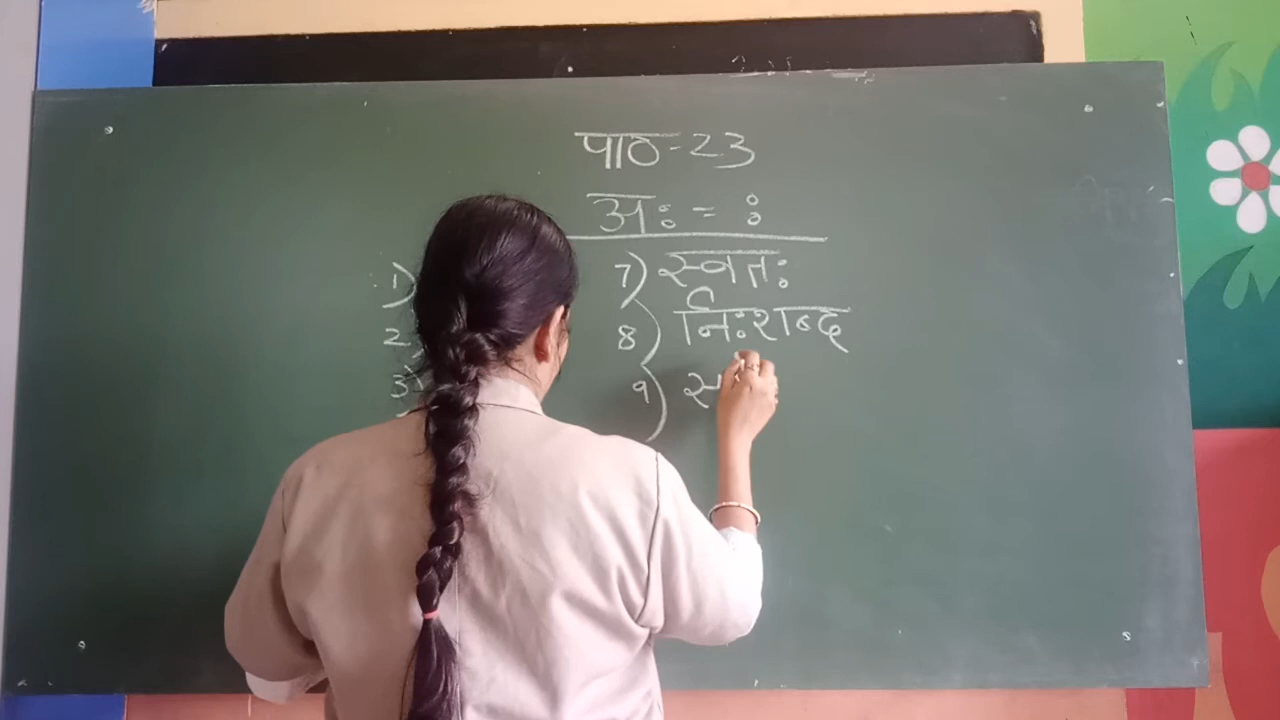 पाठ-23
अः = ः
1)
2)
3)
7) स्वतः
8) निःशब्द
9) स